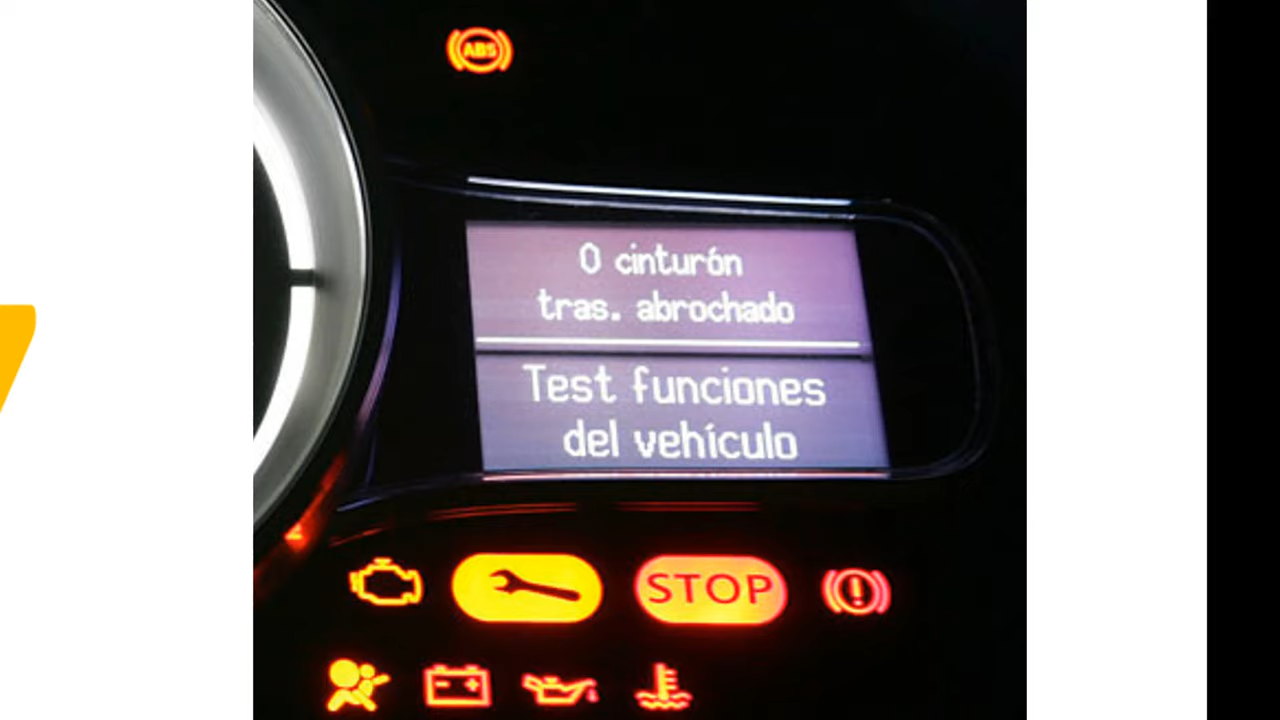 ABS
0 cinturón
tras. abrochado
Test funciones
del vehículo
STOP